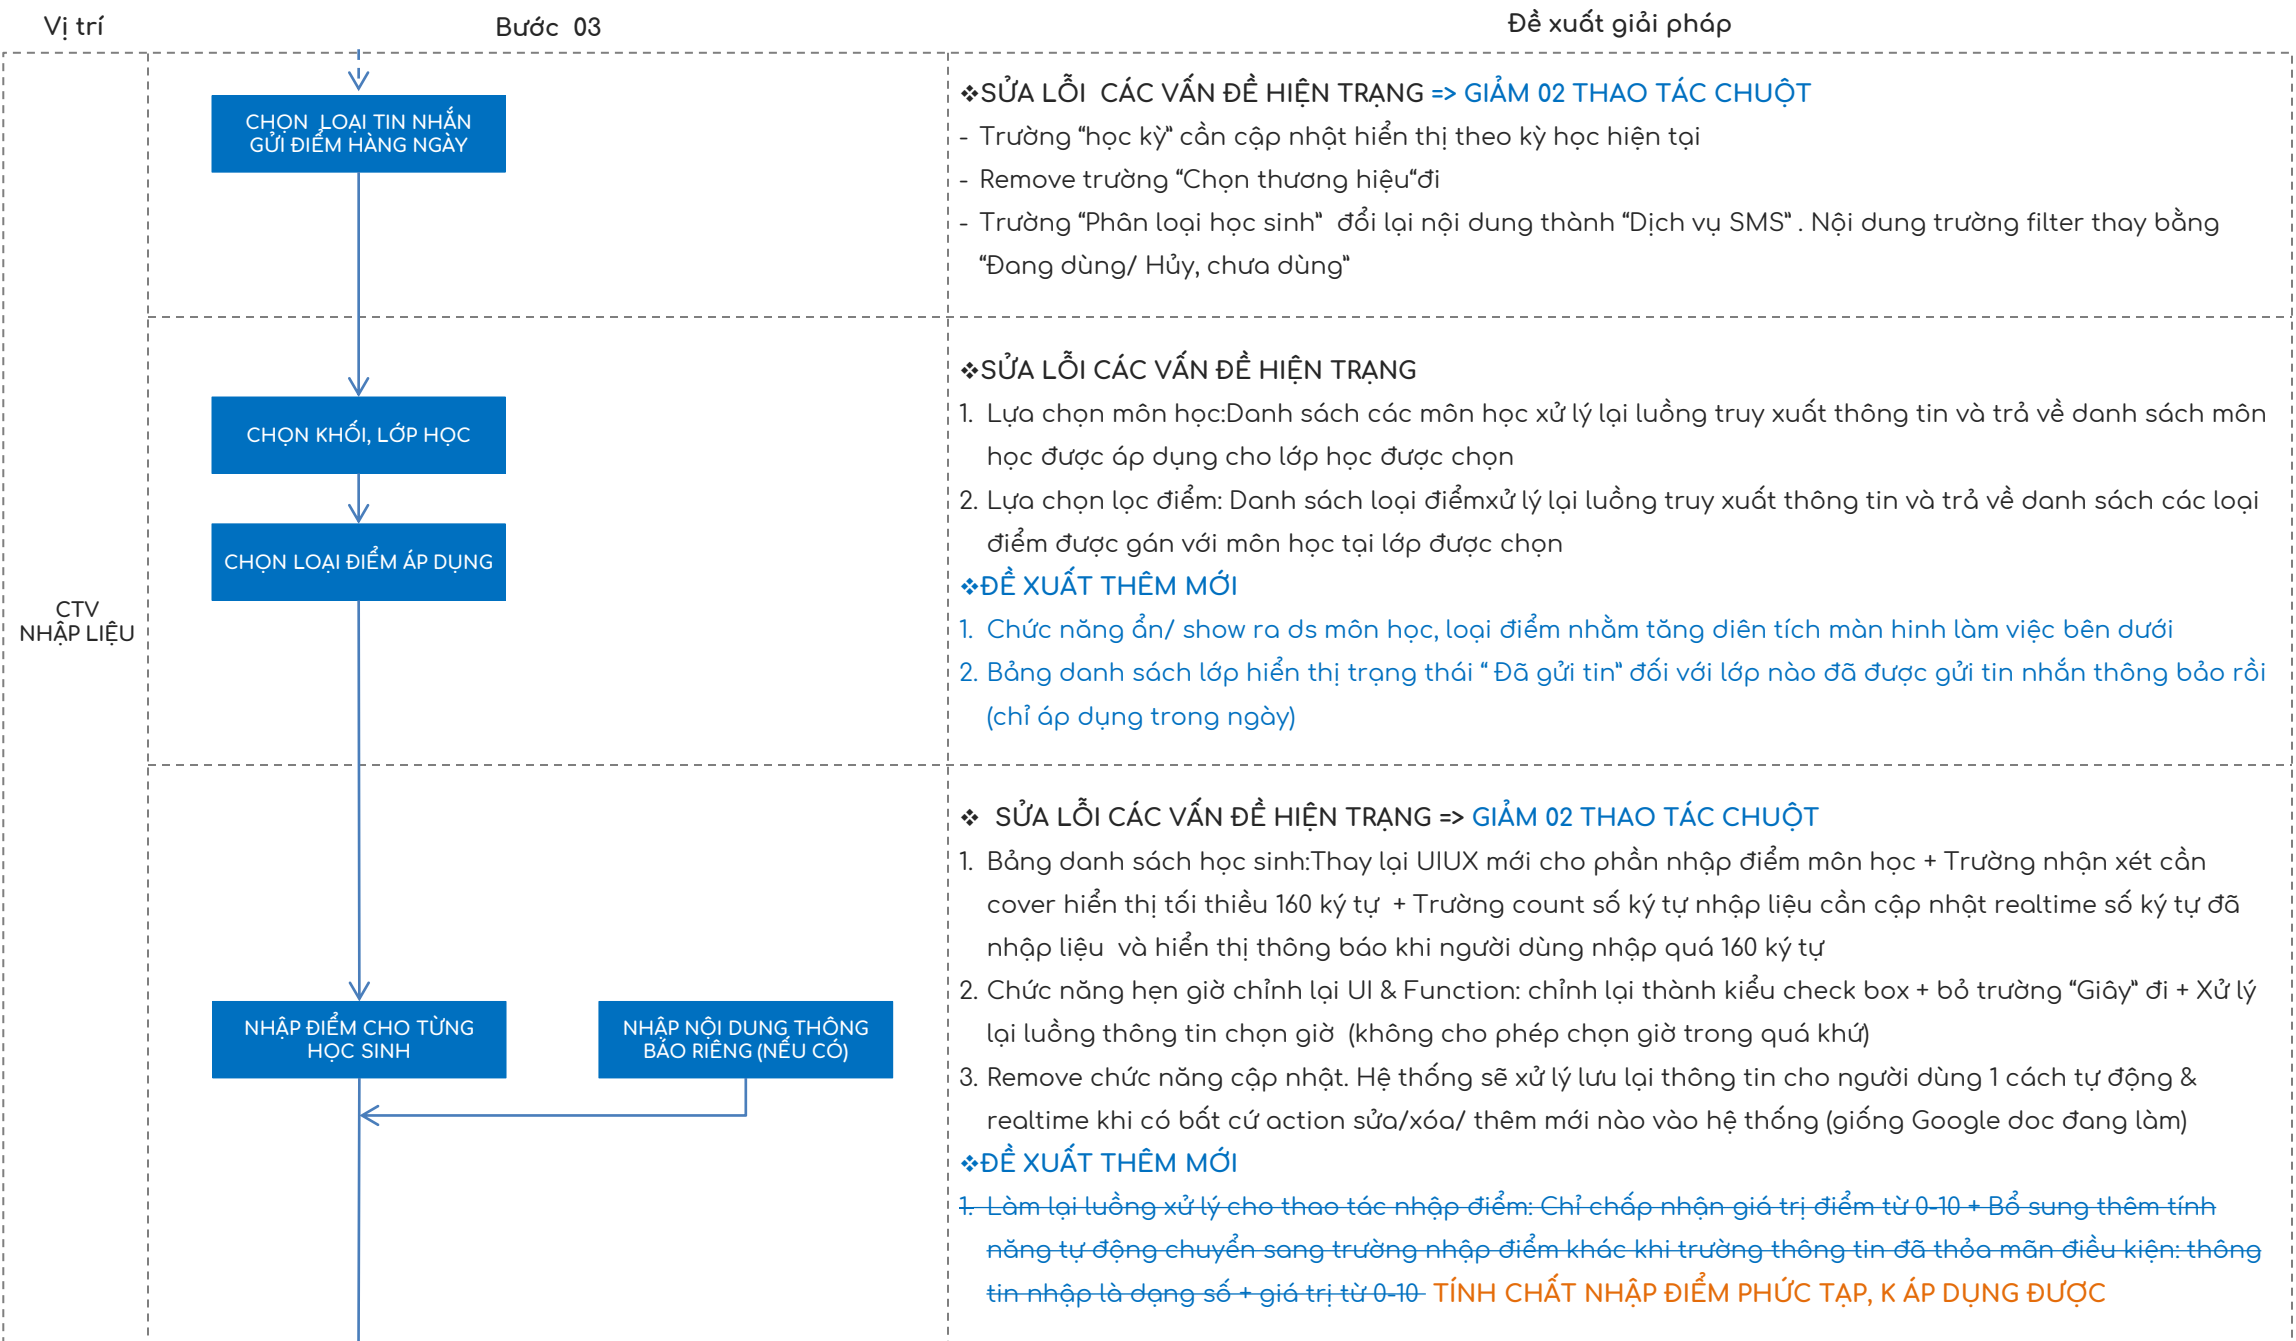 Vị trí
Bước 03
Đề xuất giải pháp
CHỌN LOẠI TIN NHẮN
GỬI ĐIỂM HÀNG NGÀY
❖SỬA LỖI CÁC VẤN ĐỀ HIỆN TRẠNG => GIẢM 02 THAO TÁC CHUỘT
- Trường “học kỳ” cần cập nhật hiển thị theo kỳ học hiện tại
- Remove trường “Chọn thương hiệu“đi
- Trường “Phân loại học sinh” đổi lại nội dung thành “Dịch vụ SMS” . Nội dung trường filter thay bằng
“Đang dùng/ Hủy, chưa dùng”
CTV
NHẬP LIỆU
CHỌN KHỐI, LỚP HỌC
CHỌN LOẠI ĐIỂM ÁP DỤNG
❖SỬA LỖI CÁC VẤN ĐỀ HIỆN TRẠNG
1. Lựa chọn môn học:Danh sách các môn học xử lý lại luồng truy xuất thông tin và trả về danh sách môn
học được áp dụng cho lớp học được chọn
2. Lựa chọn lọc điểm: Danh sách loại điểmxử lý lại luồng truy xuất thông tin và trả về danh sách các loại
điểm được gán với môn học tại lớp được chọn
❖ĐỀ XUẤT THÊM MỚI
1. Chức năng ẩn/ show ra ds môn học, loại điểm nhằm tăng diên tích màn hinh làm việc bên dưới
2. Bảng danh sách lớp hiển thị trạng thái “ Đã gửi tin” đối với lớp nào đã được gửi tin nhắn thông bảo rồi
(chỉ áp dụng trong ngày)
NHẬP ĐIỂM CHO TỪNG
HỌC SINH
NHẬP NỘI DUNG THÔNG
BÁO RIÊNG (NẾU CÓ)
❖ SỬA LỖI CÁC VẤN ĐỀ HIỆN TRẠNG => GIẢM 02 THAO TÁC CHUỘT
1. Bảng danh sách học sinh:Thay lại UIUX mới cho phần nhập điểm môn học + Trường nhận xét cần
cover hiển thị tối thiều 160 ký tự + Trường count số ký tự nhập liệu cần cập nhật realtime số ký tự đã
nhập liệu và hiển thị thông báo khi người dùng nhập quá 160 ký tự
2. Chức năng hẹn giờ chỉnh lại UI & Function: chỉnh lại thành kiểu check box + bỏ trường “Giây” đi + Xử lý
lại luồng thông tin chọn giờ (không cho phép chọn giờ trong quá khứ)
3. Remove chức năng cập nhật. Hệ thống sẽ xử lý lưu lại thông tin cho người dùng 1 cách tự động &
realtime khi có bất cứ action sửa/xóa/ thêm mới nào vào hệ thống (giống Google doc đang làm)
❖ĐỀ XUẤT THÊM MỚI
1. Làm lại luồng xử lý cho thao tác nhập điểm: Chỉ chấp nhận giá trị điểm từ 0-10 + Bổ sung thêm tính
năng tự động chuyển sang trường nhập điểm khác khi trường thông tin đã thỏa mãn điều kiện: thông
tin nhập là dạng số + giá trị từ 0-10 TÍNH CHẤT NHẬP ĐIỂM PHỨC TẠP, K ÁP DỤNG ĐƯỢC